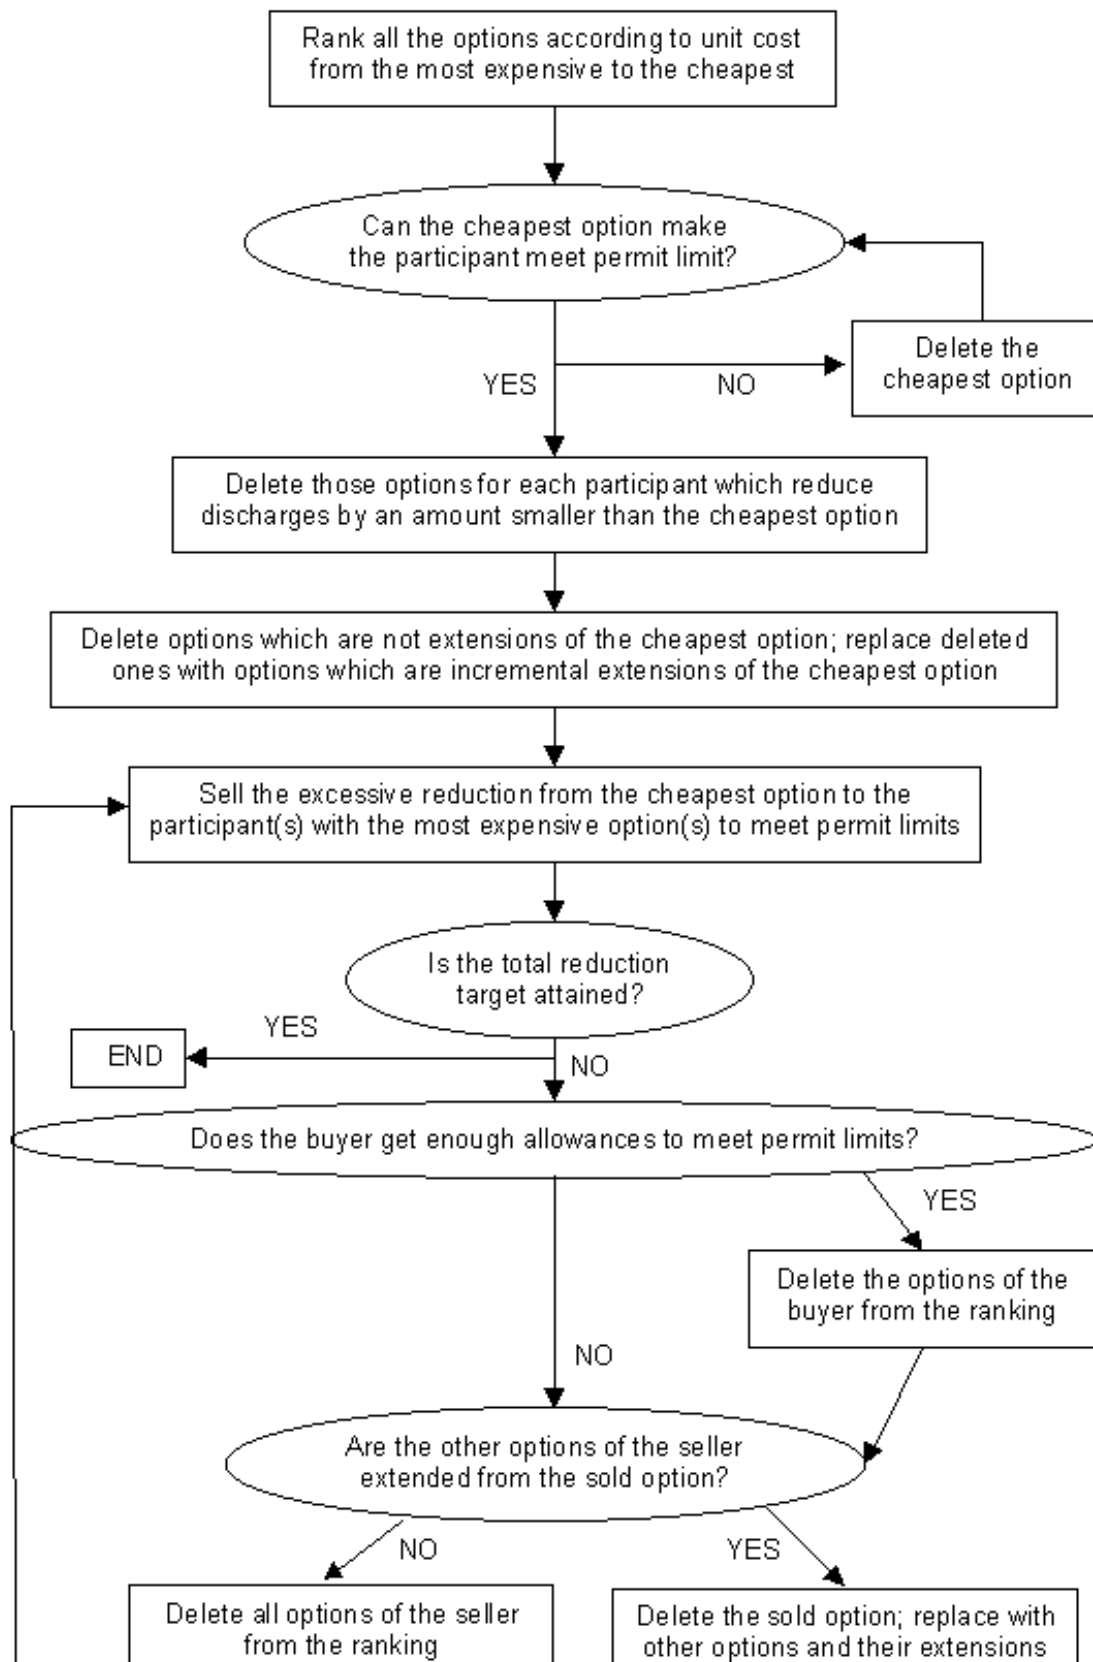 Rank all the options according to unit cost
from the most expensive to the cheapest
Can the cheapest option make
the participant meet permit limit?
Delete the
cheapest option
YES
NO
Delete those options for each participant which reduce
discharges by an amount smaller than the cheapest option
Delete options which are not extensions of the cheapest option; replace deleted
ones with options which are incremental extensions of the cheapest option
Sell the excessive reduction from the cheapest option to the
participant(s) with the most expensive option(s) to meet permit limits
Is the total reduction
target attained?
YES
END
NO
Does the buyer get enough allowances to meet permit limits?
YES
Delete the options of the
buyer from the ranking
NO
Are the other options of the seller
extended from the sold option?
NO
YES
Delete all options of the seller
from the ranking
Delete the sold option; replace with
other options and their extensions